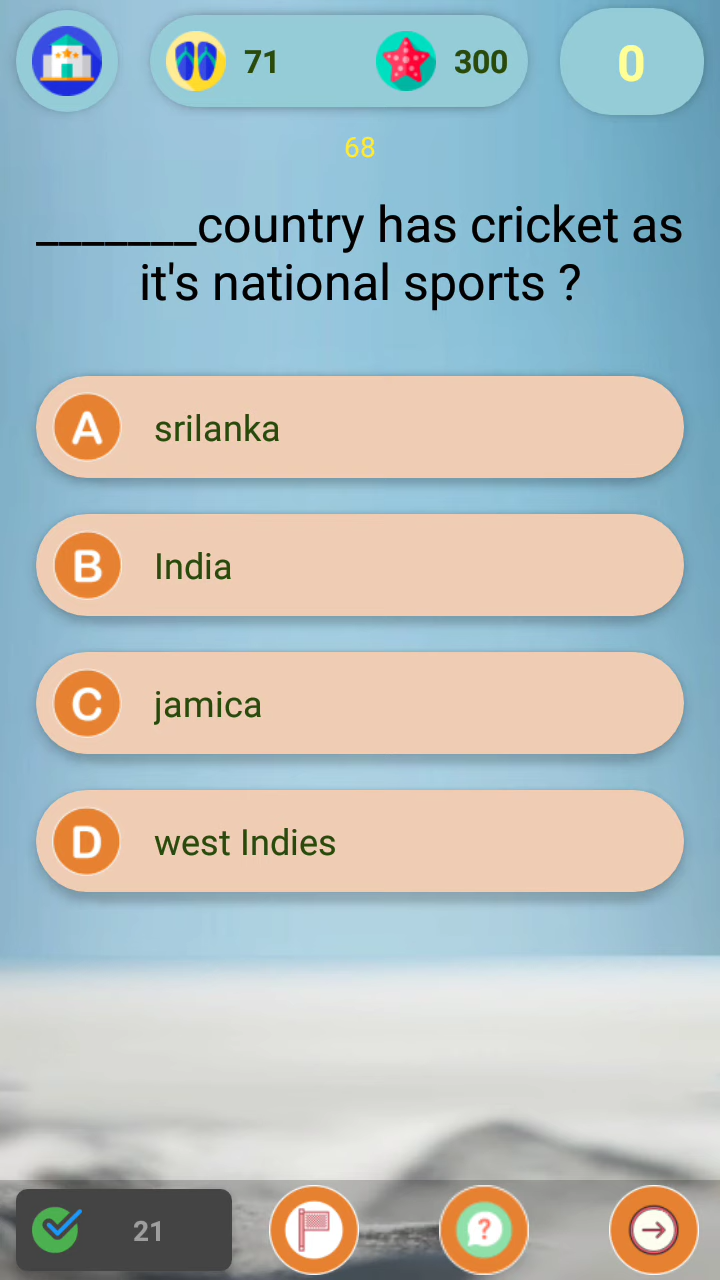 71
300
0
68
_______country has cricket as
it's national sports ?
A srilanka
B India
C jamica
D west Indies
21
?